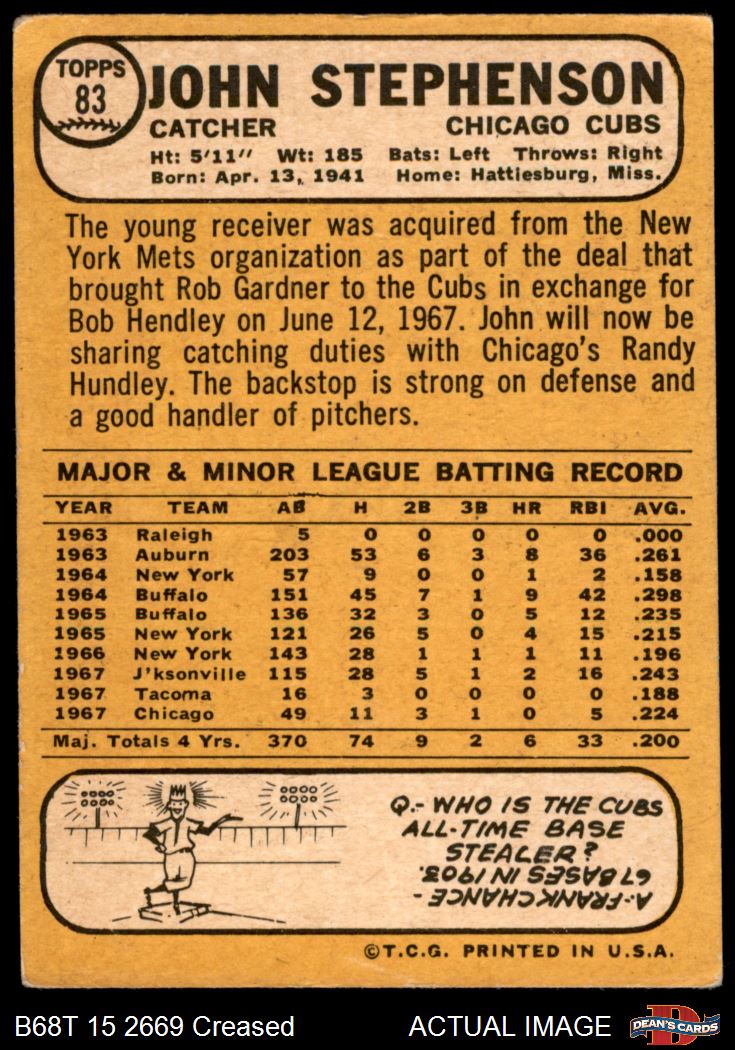 TOPPS
83
JOHN STEPHENSON
CATCHER CHICAGO CUBS
Ht: 5'11" Wt: 185 Bats: Left Throws: Right
Born: Apr. 13, 1941 Home: Hattiesburg, Miss.
The young receiver was acquired from the New
York Mets organization as part of the deal that
brought Rob Gardner to the Cubs in exchange for
Bob Hendley on June 12, 1967. John will now be
sharing catching duties with Chicago's Randy
Hundley. The backstop is strong on defense and
a good handler of pitchers.
MAJOR & MINOR LEAGUE BATTING RECORD
YEAR TEAM AB H 2B 3B HR RBI AVG.
1963 Raleigh 5 0 0 0 0 0 .000
1963 Auburn 203 53 6 3 8 36 .261
1964 New York 57 9 0 0 1 2 .158
1964 Buffalo 151 45 7 1 9 42 .298
1965 Buffalo 136 32 3 0 5 12 .235
1965 New York 121 26 5 0 4 15 .215
1966 New York 143 28 1 1 1 11 .196
1967 J'ksonville 115 28 5 1 2 16 .243
1967 Tacoma 16 3 0 0 0 0 .188
1967 Chicago 49 11 3 1 0 5 .224
Maj. Totals 4 Yrs. 370 74 9 2 6 33 .200
Q.- WHO IS THE CUBS
ALL-TIME BASE
STEALER?
A.- FRANK CHANCE -
67 BASES IN 1903.
©T.C.G. PRINTED IN U.S.A.
B68T 15 2669 Creased ACTUAL IMAGE
DEAN'S CARDS